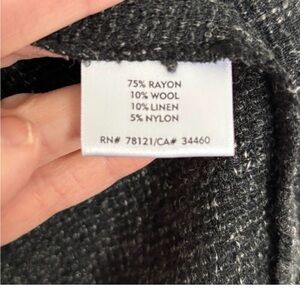 75% RAYON
10% WOOL
10% LINEN
5% NYLON
RN# 78121/CA# 34460